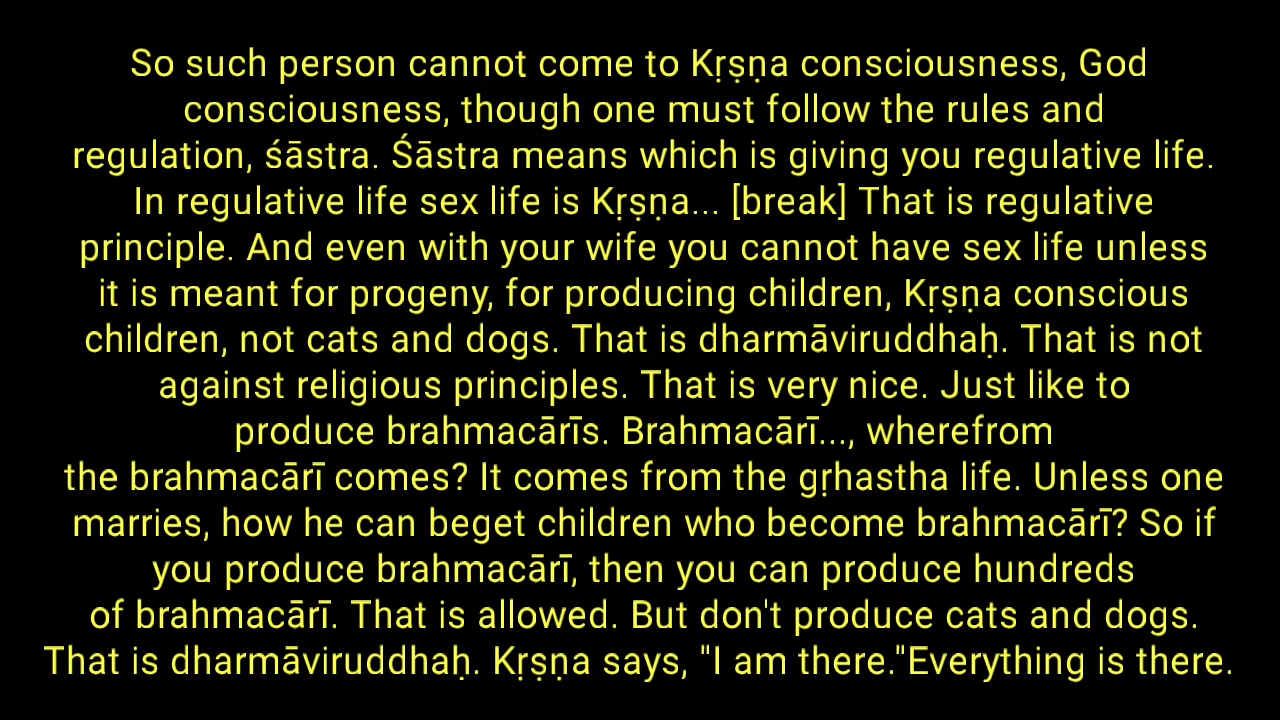 So such person cannot come to Kṛṣṇa consciousness, God
consciousness, though one must follow the rules and
regulation, śāstra. Śāstra means which is giving you regulative life.
In regulative life sex life is Kṛṣṇa... [break] That is regulative
principle. And even with your wife you cannot have sex life unless
it is meant for progeny, for producing children, Kṛṣṇa conscious
children, not cats and dogs. That is dharmāviruddhaḥ. That is not
against religious principles. That is very nice. Just like to
produce brahmacārīs. Brahmacārī..., wherefrom
the brahmacārī comes? It comes from the gṛhastha life. Unless one
marries, how he can beget children who become brahmacārī? So if
you produce brahmacārī, then you can produce hundreds
of brahmacārī. That is allowed. But don't produce cats and dogs.
That is dharmāviruddhaḥ. Kṛṣṇa says, "I am there."Everything is there.